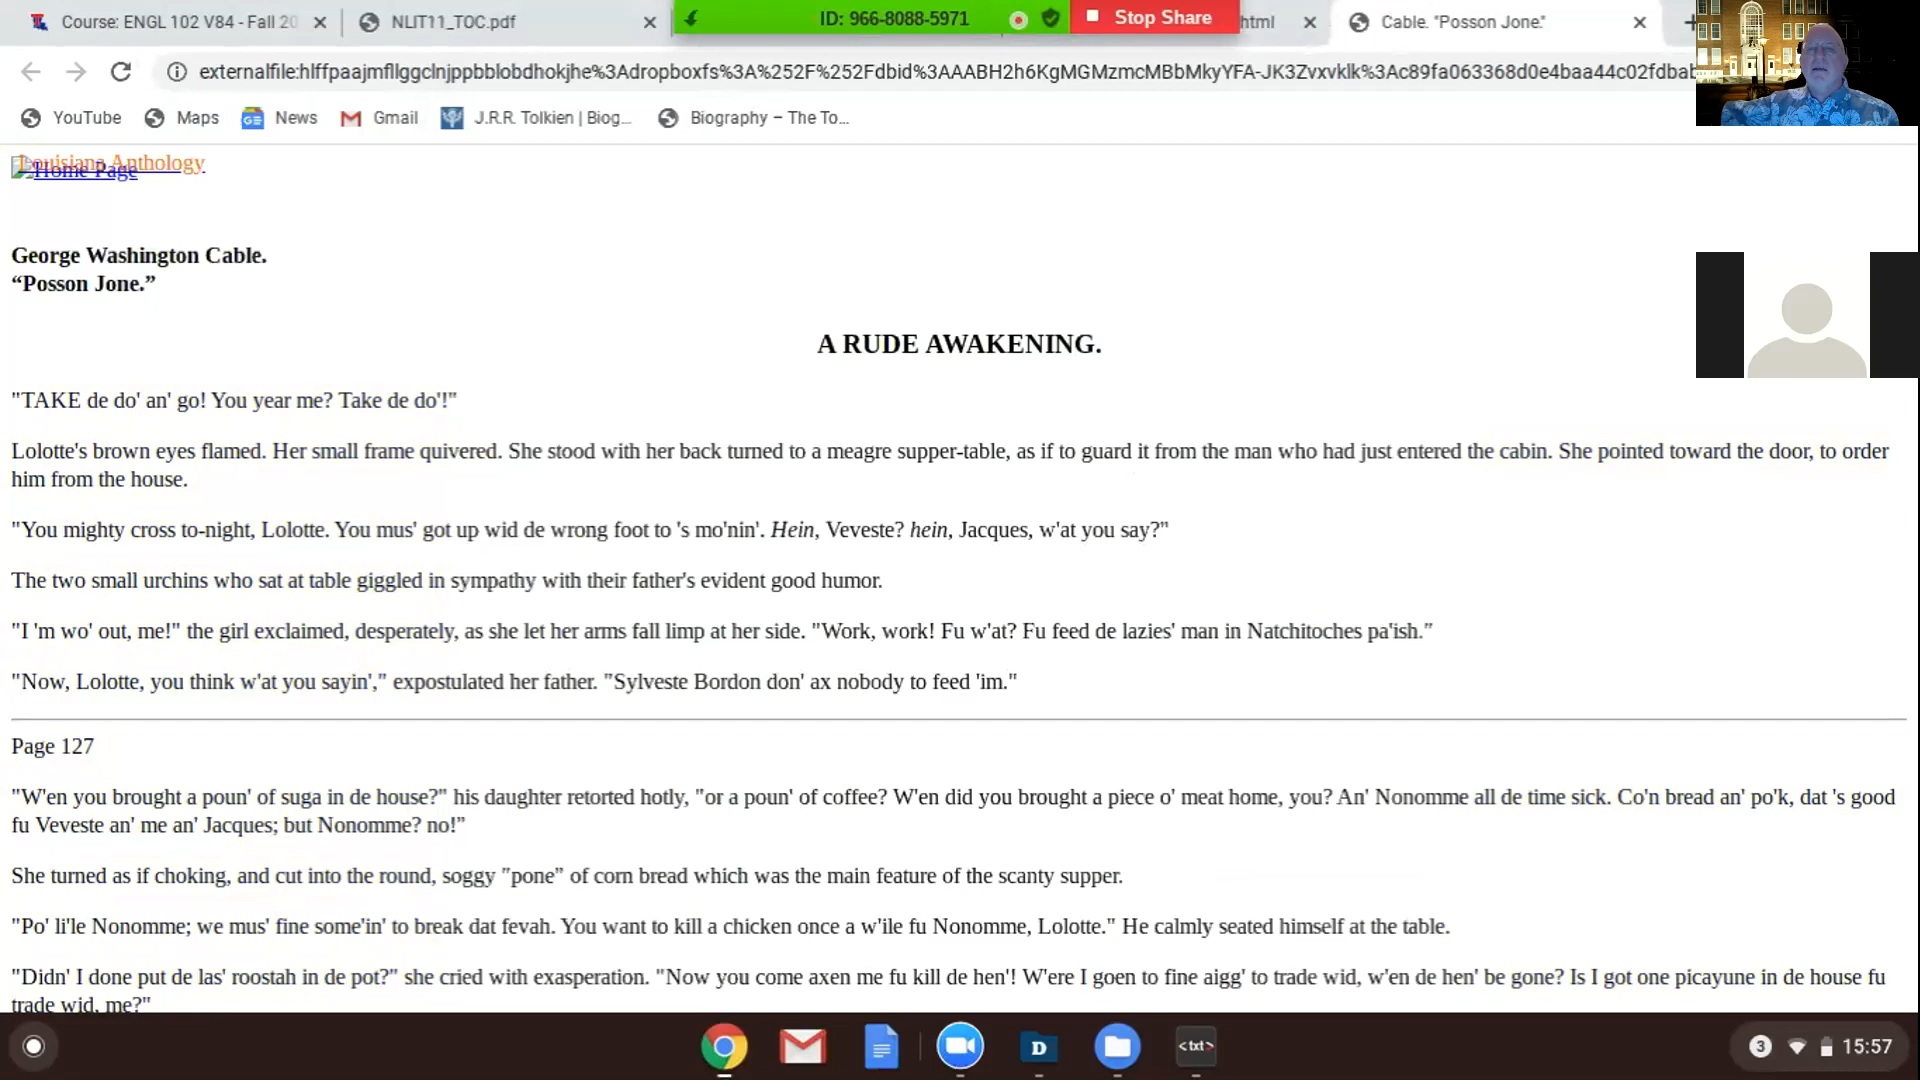 Course: ENGL 102 V84 - Fall 20
NLIT11_TOC.pdf
ID: 966-8088-5971
Stop Share
html
Cable. "Posson Jone."
externalfile:hlffpaajmfllggclnjppbblobdhokjhe%3Adropboxfs%3A%252F%252Fdbid%3AAABH2h6KgMGMzmcMBbMkyYFA-JK3Zvxvklk%3Ac89fa063368d0e4baa44c02fdbab
YouTube
Maps
News
Gmail
J.R.R. Tolkien | Biog...
Biography – The To...
Louisiana Anthology
Home Page
George Washington Cable.
“Posson Jone.”
A RUDE AWAKENING.
"TAKE de do' an' go! You year me? Take de do'!"
Lolotte's brown eyes flamed. Her small frame quivered. She stood with her back turned to a meagre supper-table, as if to guard it from the man who had just entered the cabin. She pointed toward the door, to order
him from the house.
"You mighty cross to-night, Lolotte. You mus' got up wid de wrong foot to 's mo'nin'. Hein, Veveste? hein, Jacques, w'at you say?"
The two small urchins who sat at table giggled in sympathy with their father's evident good humor.
"I 'm wo' out, me!" the girl exclaimed, desperately, as she let her arms fall limp at her side. "Work, work! Fu w'at? Fu feed de lazies' man in Natchitoches pa'ish."
"Now, Lolotte, you think w'at you sayin'," expostulated her father. "Sylveste Bordon don' ax nobody to feed 'im."
Page 127
"W'en you brought a poun' of suga in de house?" his daughter retorted hotly, "or a poun' of coffee? W'en did you brought a piece o' meat home, you? An' Nonomme all de time sick. Co'n bread an' po'k, dat 's good
fu Veveste an' me an' Jacques; but Nonomme? no!"
She turned as if choking, and cut into the round, soggy "pone" of corn bread which was the main feature of the scanty supper.
"Po' li'le Nonomme; we mus' fine some'in' to break dat fevah. You want to kill a chicken once a w'ile fu Nonomme, Lolotte." He calmly seated himself at the table.
"Didn' I done put de las' roostah in de pot?" she cried with exasperation. "Now you come axen me fu kill de hen'! W'ere I goen to fine aigg' to trade wid, w'en de hen' be gone? Is I got one picayune in de house fu
trade wid, me?"
D
<txt>
3
15:57